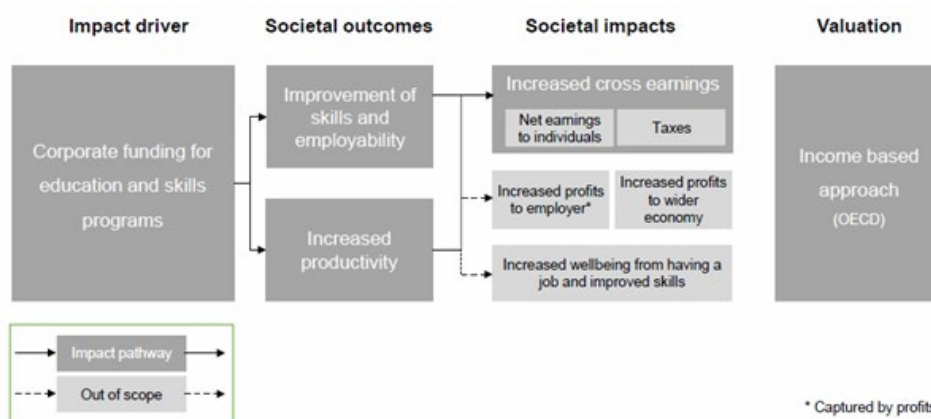 Impact driver
Societal outcomes
Societal impacts
Valuation
Corporate funding for
education and skills
programs
Improvement of
skills and
employability
Increased
productivity
Increased cross earnings
Net earnings
to individuals
Taxes
Increased profits
to employer*
Increased profits
to wider
economy
Increased wellbeing from having a
job and improved skills
Income based
approach
(OECD)
Impact pathway
Out of scope
* Captured by profits